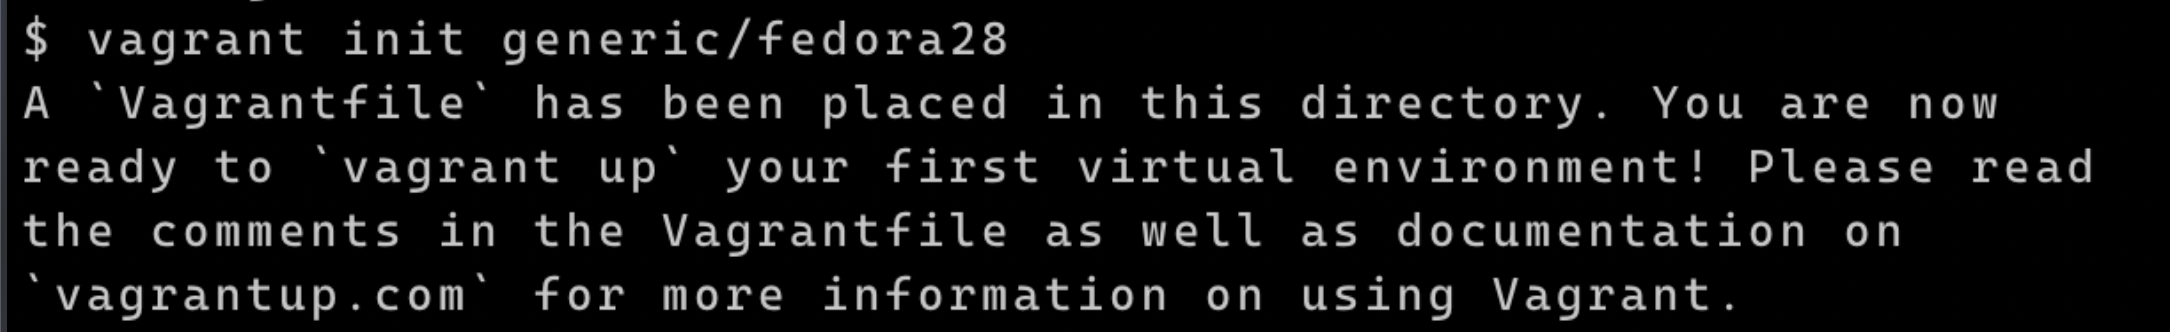 $ vagrant init generic/fedora28
A `Vagrantfile` has been placed in this directory. You are now
ready to `vagrant up` your first virtual environment! Please read
the comments in the Vagrantfile as well as documentation on
`vagrantup.com` for more information on using Vagrant.